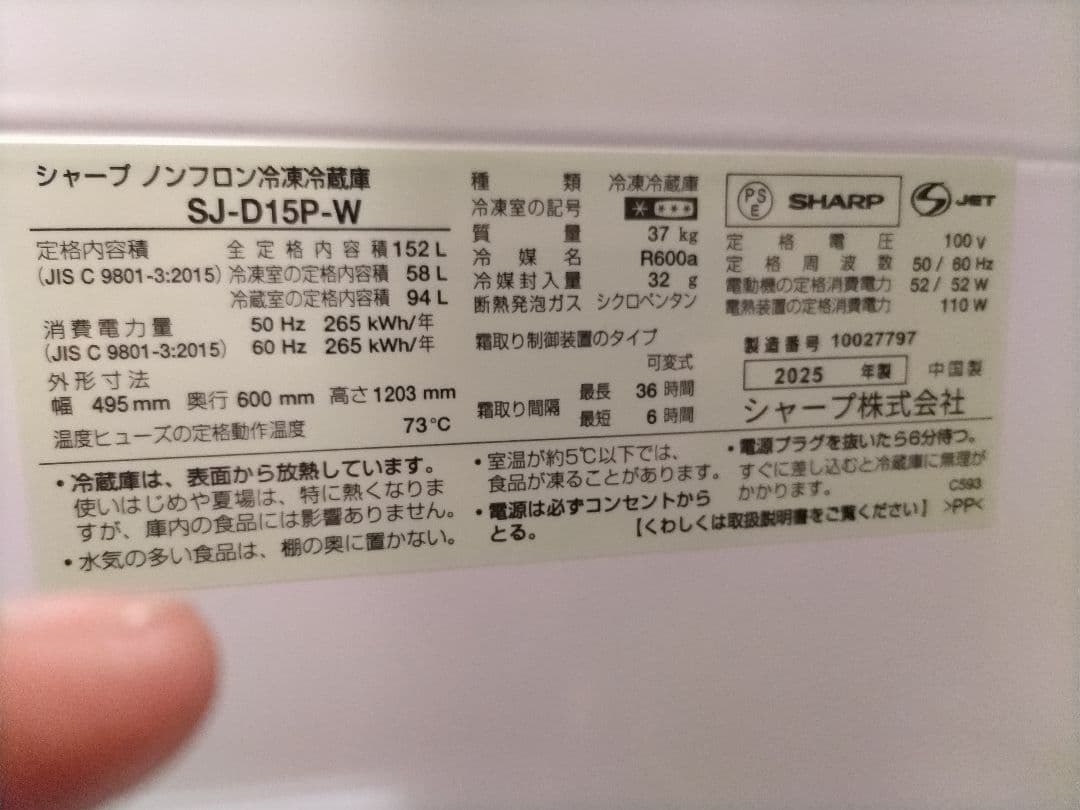 シャープ ノンフロン冷凍冷蔵庫
SJ-D15P-W
定格内容積 全定格内容積 152 L
(JIS C 9801-3:2015) 冷凍室の定格内容積 58 L
冷蔵室の定格内容積 94 L
消費電力量 50 Hz 265 kWh/年
(JIS C 9801-3:2015) 60 Hz 265 kWh/年
外形寸法
幅 495 mm 奥行 600 mm 高さ 1203 mm
温度ヒューズの定格動作温度 73℃
種類 冷凍冷蔵庫
冷凍室の記号 * ***
質量 37 kg
冷媒名 R600a
冷媒封入量 32 g
断熱発泡ガス シクロペンタン
霜取り制御装置のタイプ
可変式
霜取り間隔 最長 36 時間
最短 6 時間
PSE SHARP S JET
定格電圧 100 V
定格周波数 50 / 60 Hz
電動機の定格消費電力 52 / 52 W
電熱装置の定格消費電力 110 W
製造番号 10027797
2025 年製 中国製
シャープ株式会社
・冷蔵庫は、表面から放熱しています。
使いはじめや夏場は、特に熱くなりま
すが、庫内の食品には影響ありません。
・水気の多い食品は、棚の奥に置かない。
・室温が約5℃以下では、
食品が凍ることがあります。
・電源は必ずコンセントから
とる。
・電源プラグを抜いたら6分待つ。
すぐに差し込むと冷蔵庫に無理が
かかります。
C593
【くわしくは取扱説明書をご覧ください】 >PP<